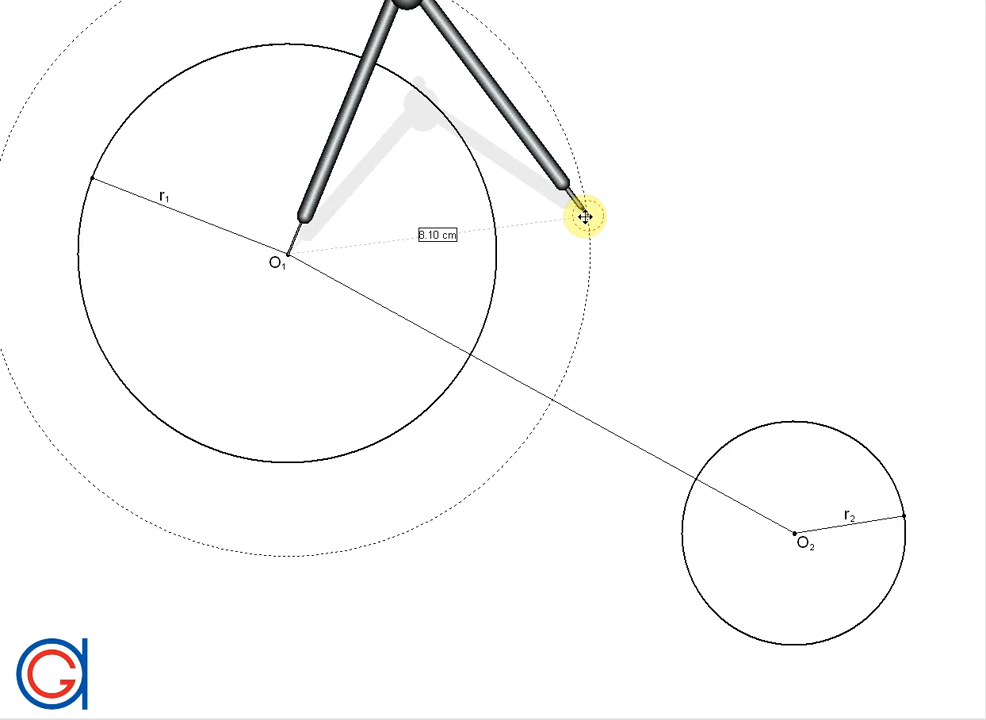 r₁
8.10 cm
O₁
r₂
O₂